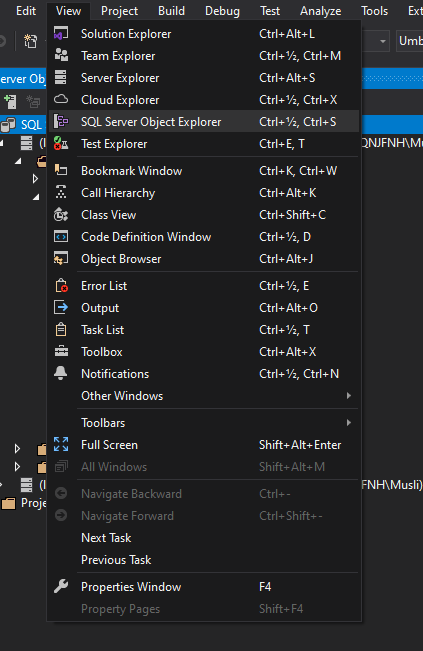 Edit View Project Build Debug Test Analyze Tools Ext
Solution Explorer Ctrl+Alt+L
Umb
Team Explorer Ctrl+½, Ctrl+M
erver Obj
Server Explorer Ctrl+Alt+S
Cloud Explorer Ctrl+½, Ctrl+X
SQL
SQL Server Object Explorer Ctrl+½, Ctrl+S
(
Test Explorer Ctrl+E, T
QNJFNH\Mu
Bookmark Window Ctrl+K, Ctrl+W
Call Hierarchy Ctrl+Alt+K
Class View Ctrl+Shift+C
Code Definition Window Ctrl+½, D
Object Browser Ctrl+Alt+J
Error List Ctrl+½, E
Output Ctrl+Alt+O
Task List Ctrl+½, T
Toolbox Ctrl+Alt+X
Notifications Ctrl+½, Ctrl+N
Other Windows
Toolbars
Full Screen Shift+Alt+Enter
All Windows Shift+Alt+M
(
FNH\Musli)
Navigate Backward Ctrl+-
Proje
Navigate Forward Ctrl+Shift+-
Next Task
Previous Task
Properties Window F4
Property Pages Shift+F4